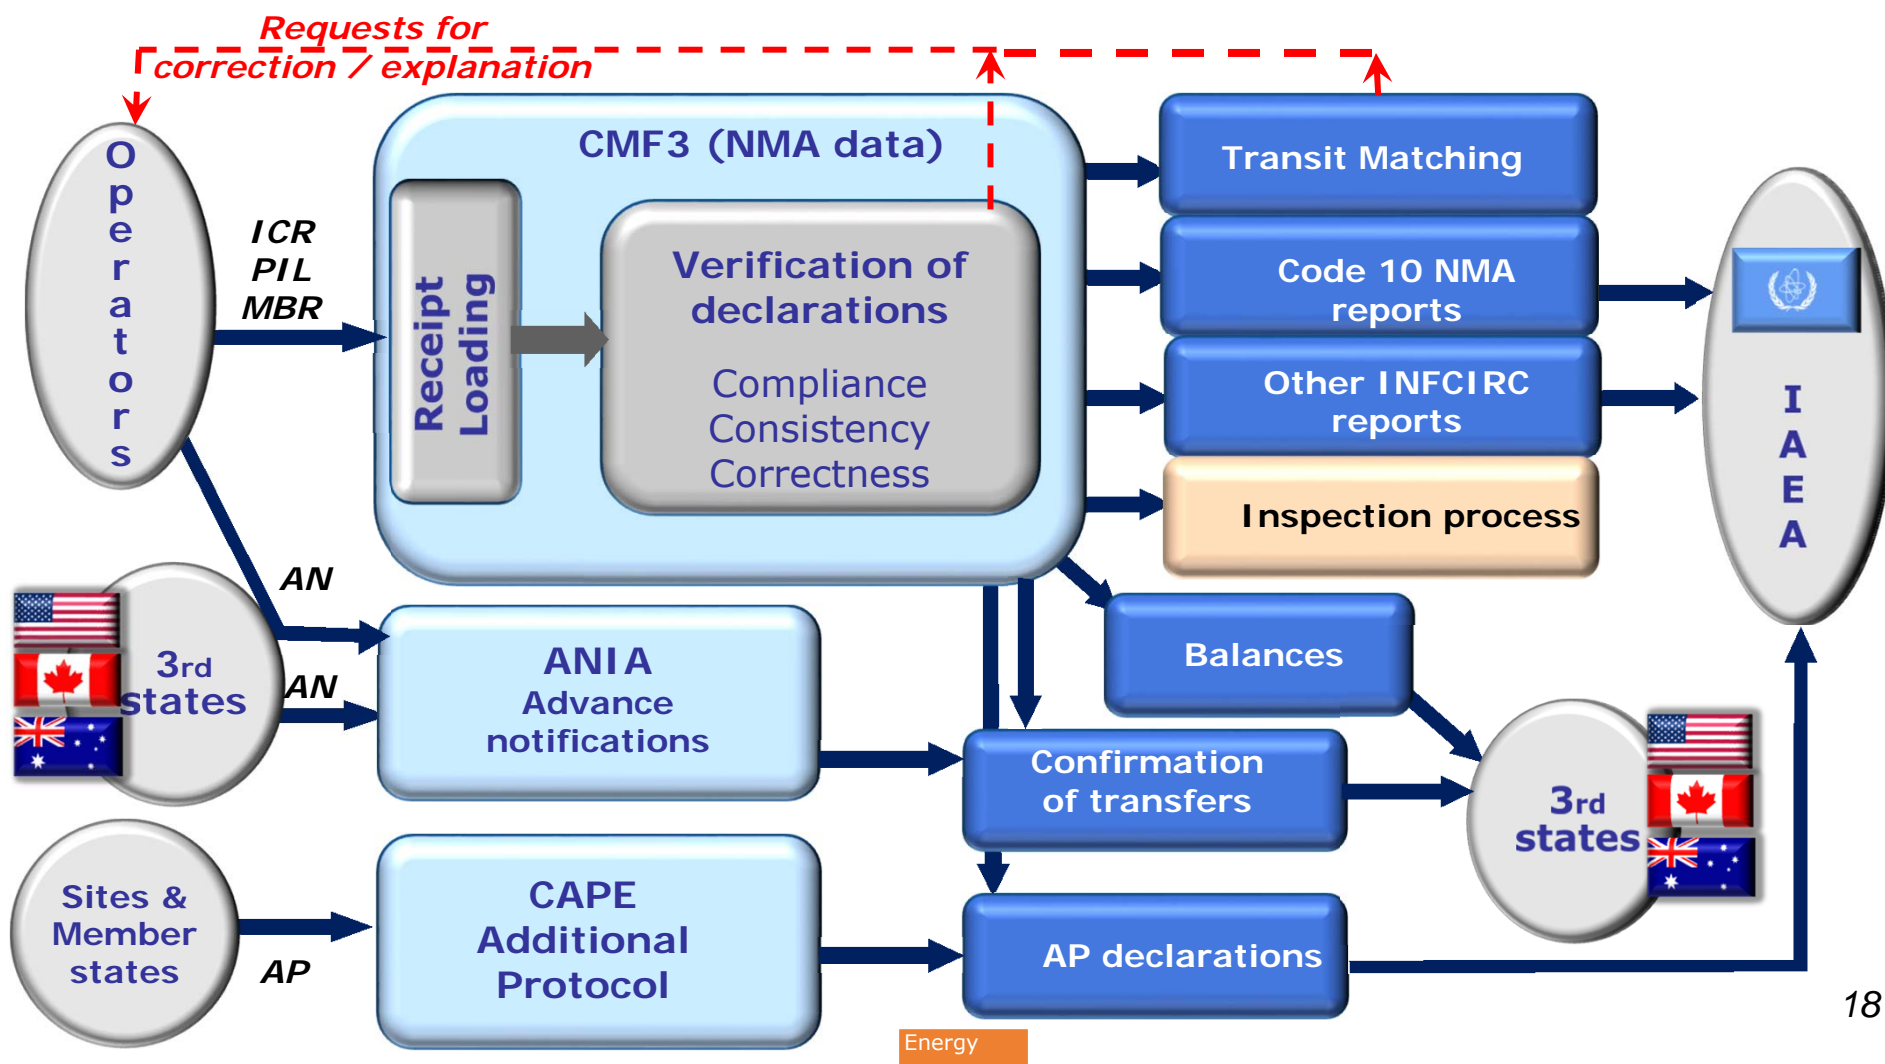 Requests for
correction / explanation
Operators
ICR
PIL
MBR
CMF3 (NMA data)
Receipt
Loading
Verification of
declarations
Compliance
Consistency
Correctness
Transit Matching
Code 10 NMA
reports
Other INFCIRC
reports
Inspection process
IAEA
AN
3rd
states
AN
ANIA
Advance
notifications
Balances
Confirmation
of transfers
3rd
states
Sites &
Member
states
AP
CAPE
Additional
Protocol
AP declarations
18
Energy